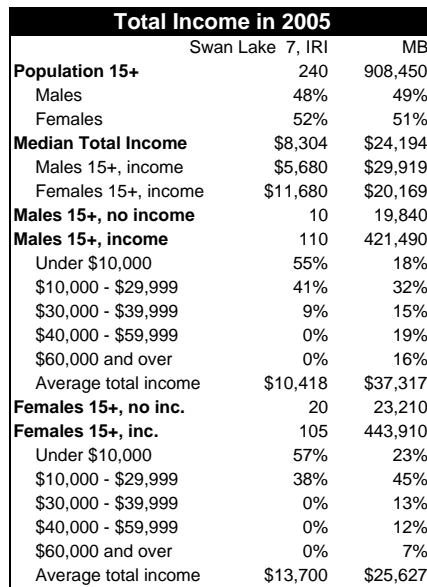 Total Income in 2005
Swan Lake 7, IRI MB
Population 15+ 240 908,450
Males 48% 49%
Females 52% 51%
Median Total Income $8,304 $24,194
Males 15+, income $5,680 $29,919
Females 15+, income $11,680 $20,169
Males 15+, no income 10 19,840
Males 15+, income 110 421,490
Under $10,000 55% 18%
$10,000 - $29,999 41% 32%
$30,000 - $39,999 9% 15%
$40,000 - $59,999 0% 19%
$60,000 and over 0% 16%
Average total income $10,418 $37,317
Females 15+, no inc. 20 23,210
Females 15+, inc. 105 443,910
Under $10,000 57% 23%
$10,000 - $29,999 38% 45%
$30,000 - $39,999 0% 13%
$40,000 - $59,999 0% 12%
$60,000 and over 0% 7%
Average total income $13,700 $25,627